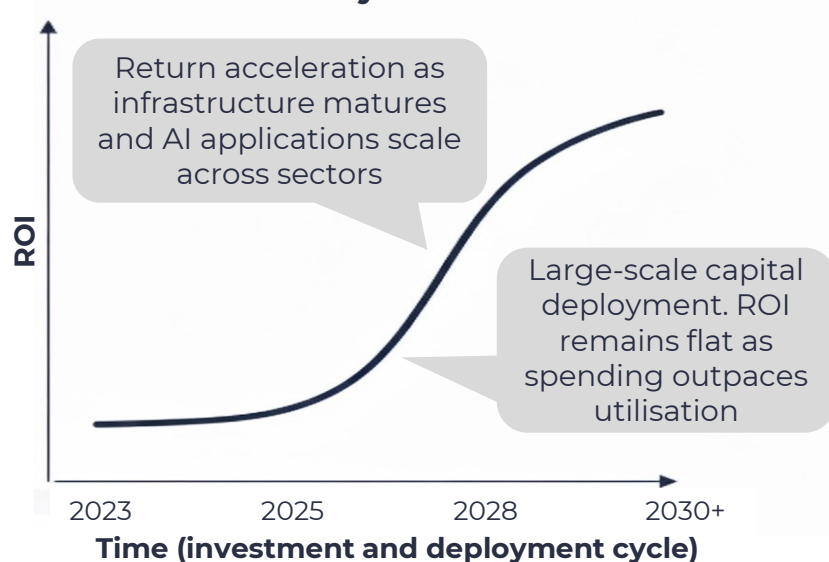 Return acceleration as
infrastructure matures
and AI applications scale
across sectors
ROI
Large-scale capital
deployment. ROI
remains flat as
spending outpaces
utilisation
2023 2025 2028 2030+
Time (investment and deployment cycle)